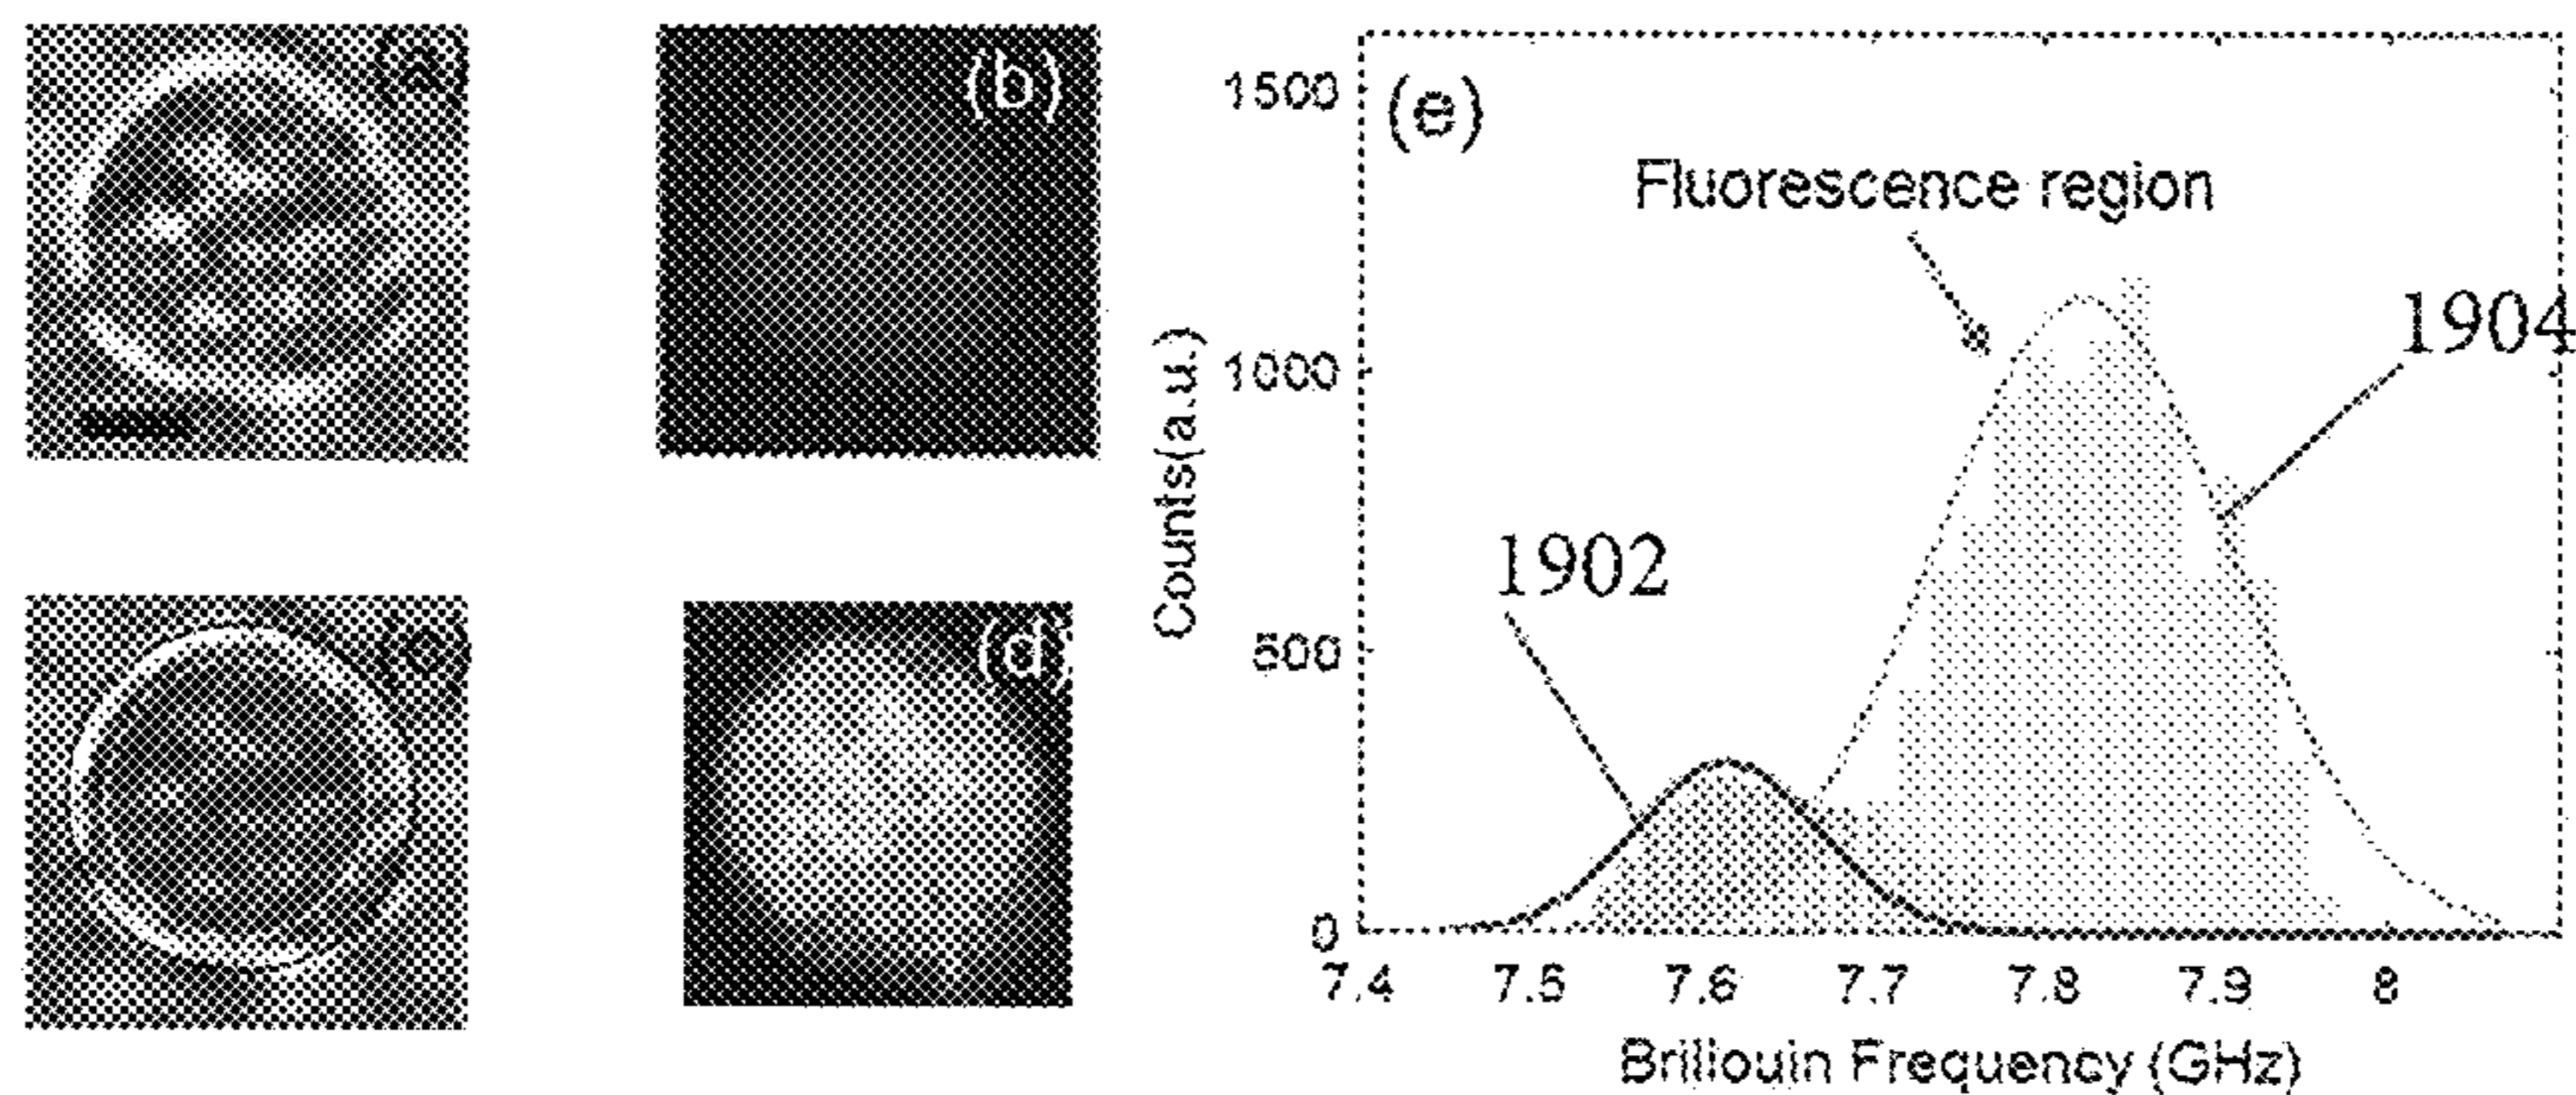 (a)
(b)
(c)
(d)
(e)
1500
1000
500
0
Counts(a.u.)
Fluorescence region
1904
1902
7.4 7.5 7.6 7.7 7.8 7.9 8
Brillouin Frequency (GHz)